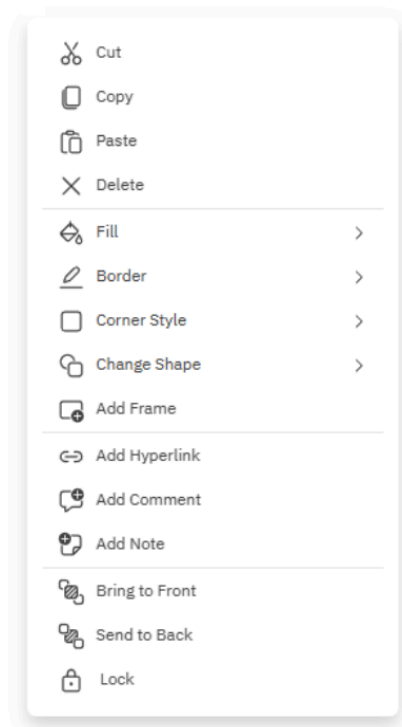 Cut
Copy
Paste
Delete
Fill
Border
Corner Style
Change Shape
Add Frame
Add Hyperlink
Add Comment
Add Note
Bring to Front
Send to Back
Lock